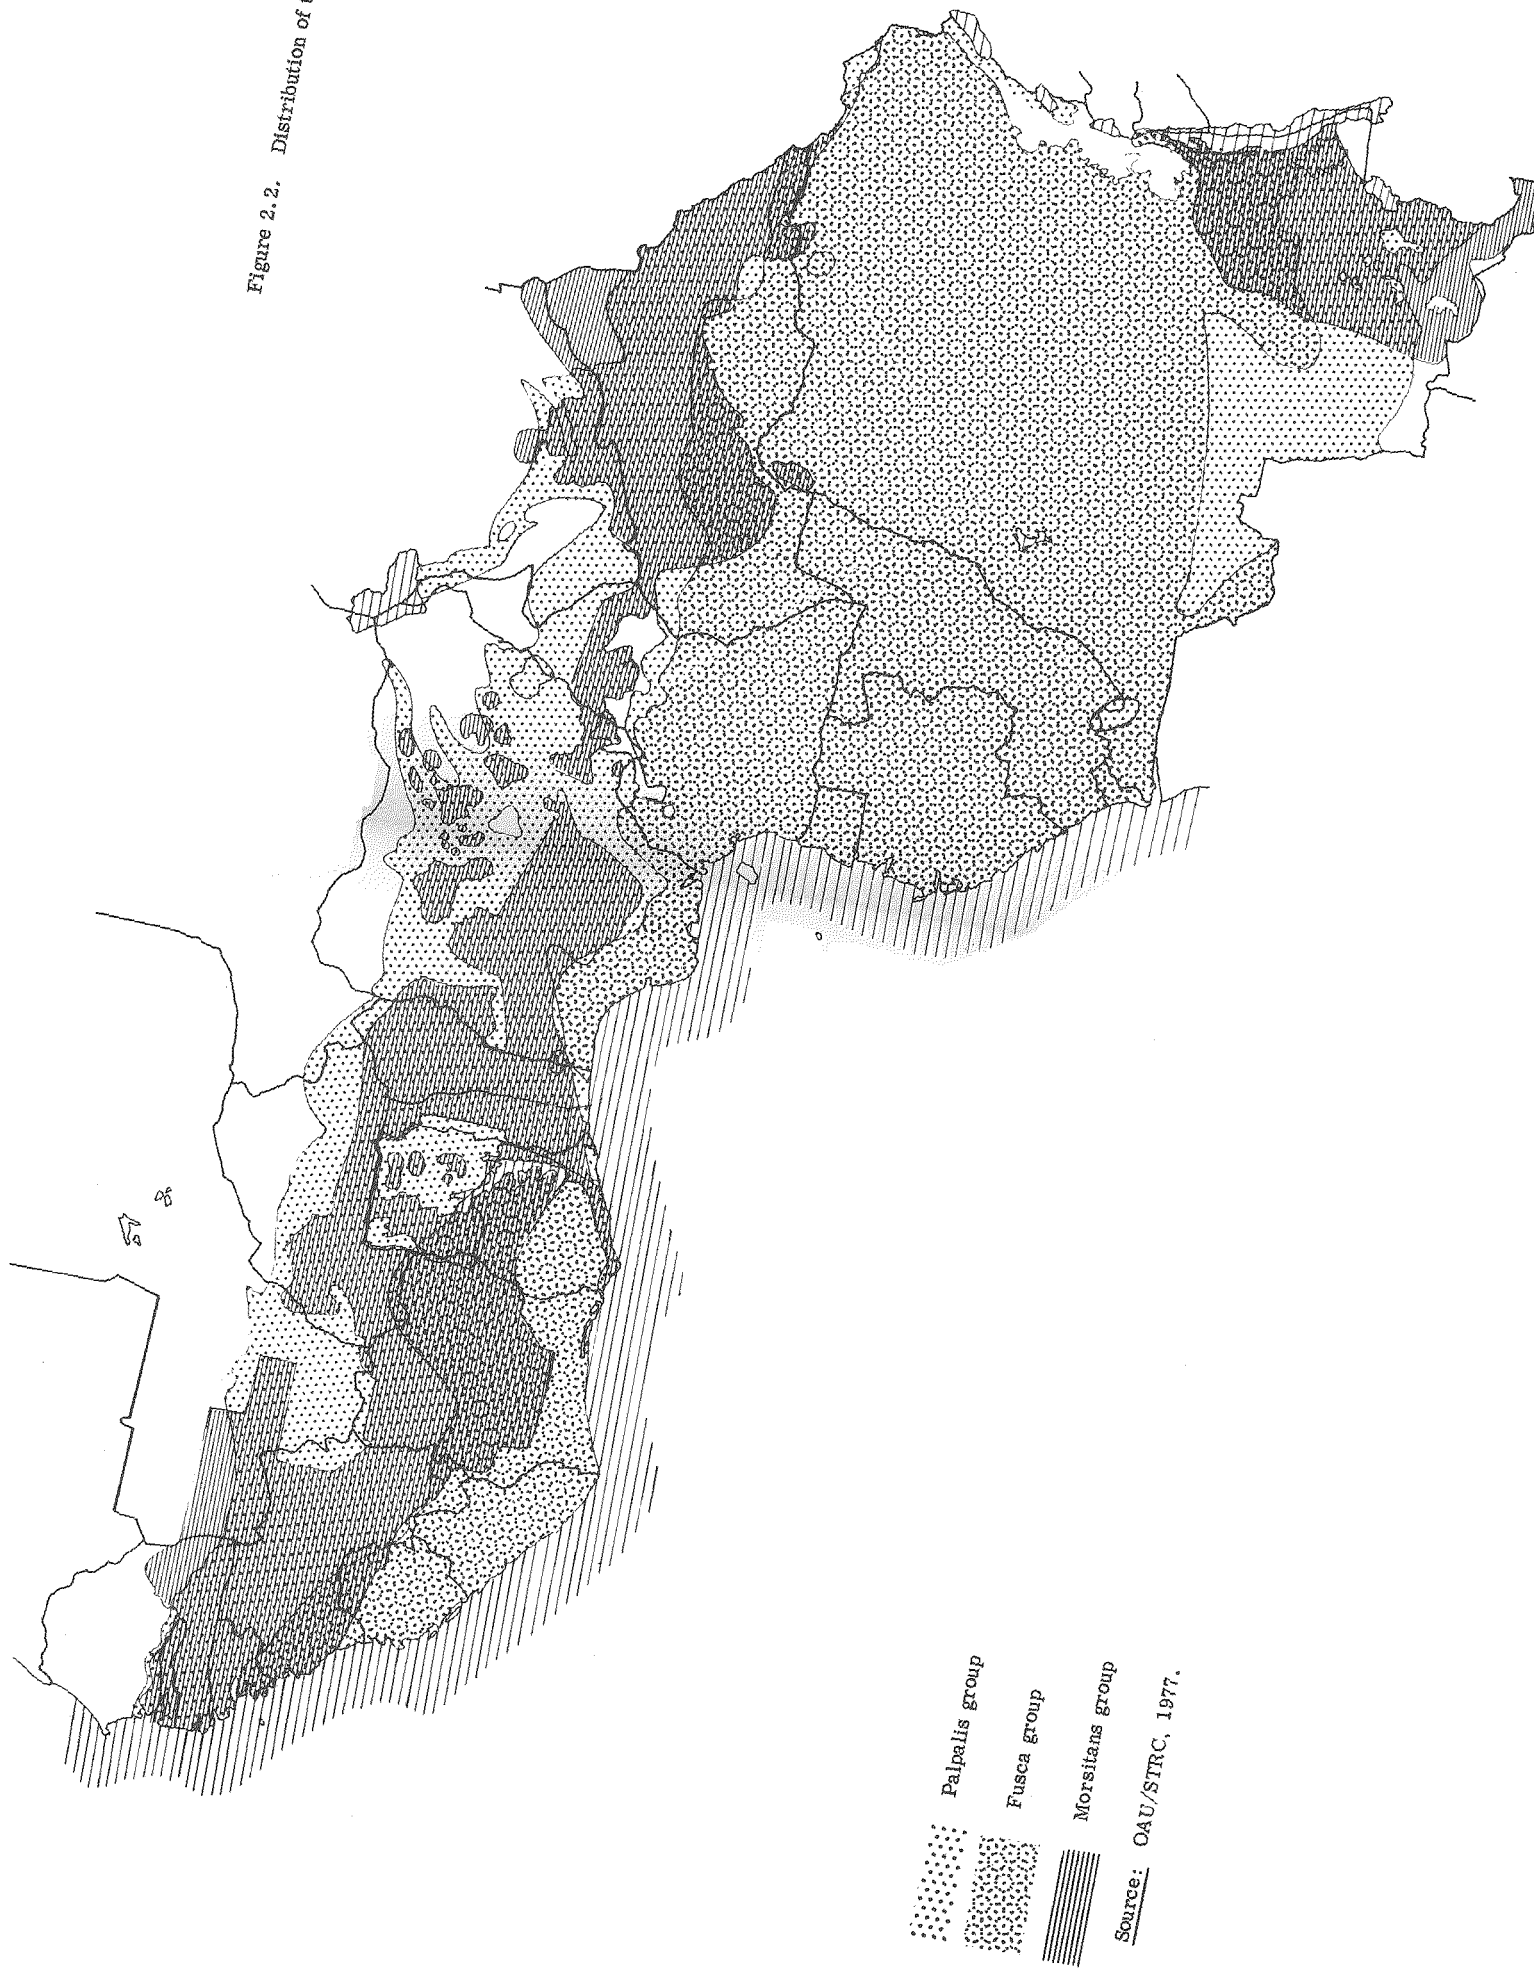 Figure 2.2. Distribution of
Palpalis group
Fusca group
Morsitans group
Source: OAU/STRC, 1977.